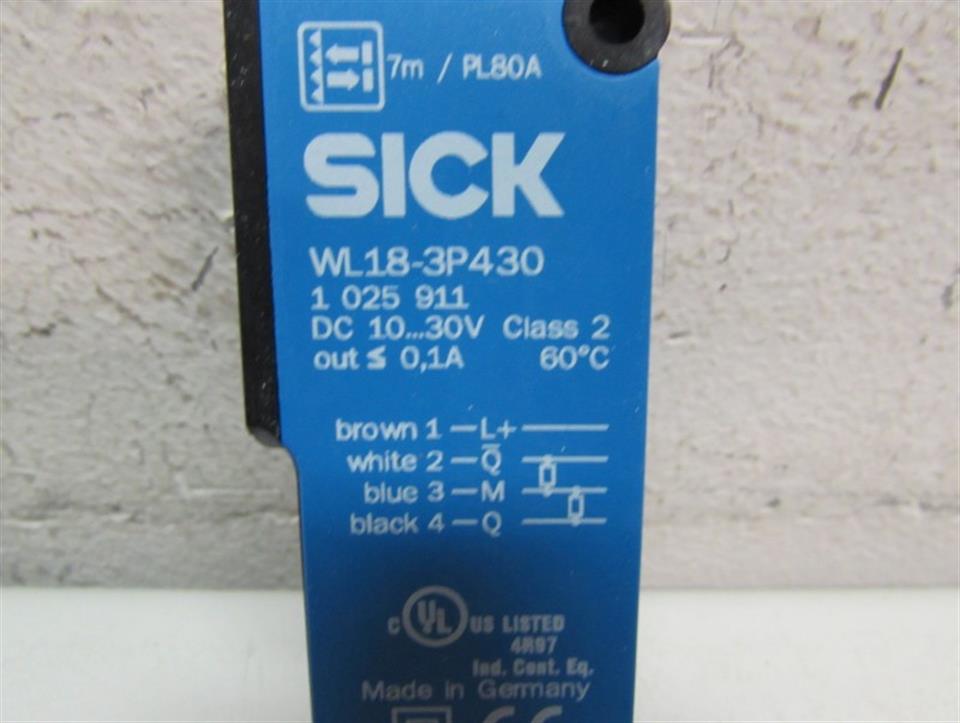 7m / PL80A
SICK
WL18-3P430
1 025 911
DC 10...30V Class 2
out ≤ 0,1A 60°C
brown 1 — L+
white 2 — Q̅
blue 3 — M
black 4 — Q
C UL US LISTED
4R97
Ind. Cont. Eq.
Made in Germany
CE